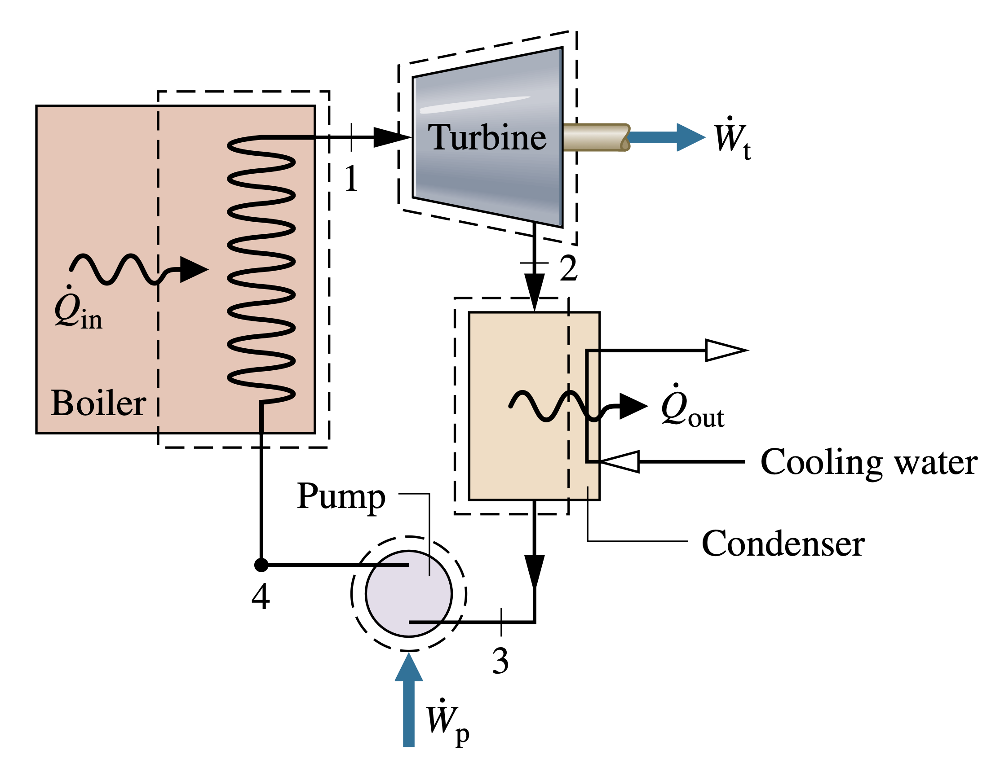 Turbine
Ẇt
1
2
Q̇in
Boiler
Q̇out
Cooling water
Pump
Condenser
4
3
Ẇp